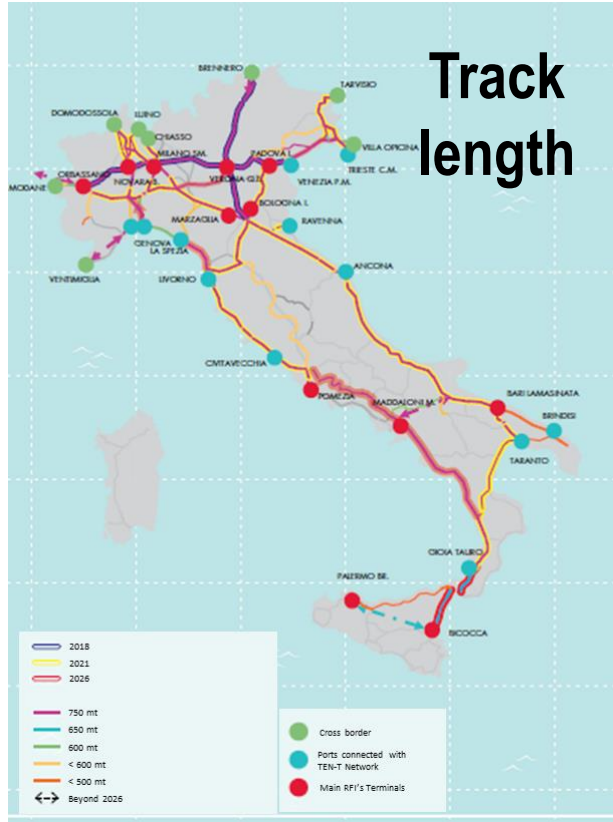 Track
length
BRENNERO
TARVISIO
DOMODOSSOLA
LUINO
CHIASSO
MILANO SM.
PADOVA I.
VILLA OPICINA
ORBASSANO
TRIESTE C.M.
MODANE
NOVARA B.
VERONA Q.E.
VENEZIA P.M.
BOLOGNA I.
MARZAGLIA
RAVENNA
GENOVA
LA SPEZIA
VENTIMIGLIA
LIVORNO
ANCONA
CIVITAVECCHIA
POMEZIA
MADDALONI M.
BARI LAMASINATA
BRINDISI
TARANTO
GIOIA TAURO
PALERMO BR.
BICOCCA
2018
2021
2026
750 mt
650 mt
600 mt
< 600 mt
< 500 mt
Beyond 2026
Cross border
Ports connected with
TEN-T Network
Main RFI's Terminals